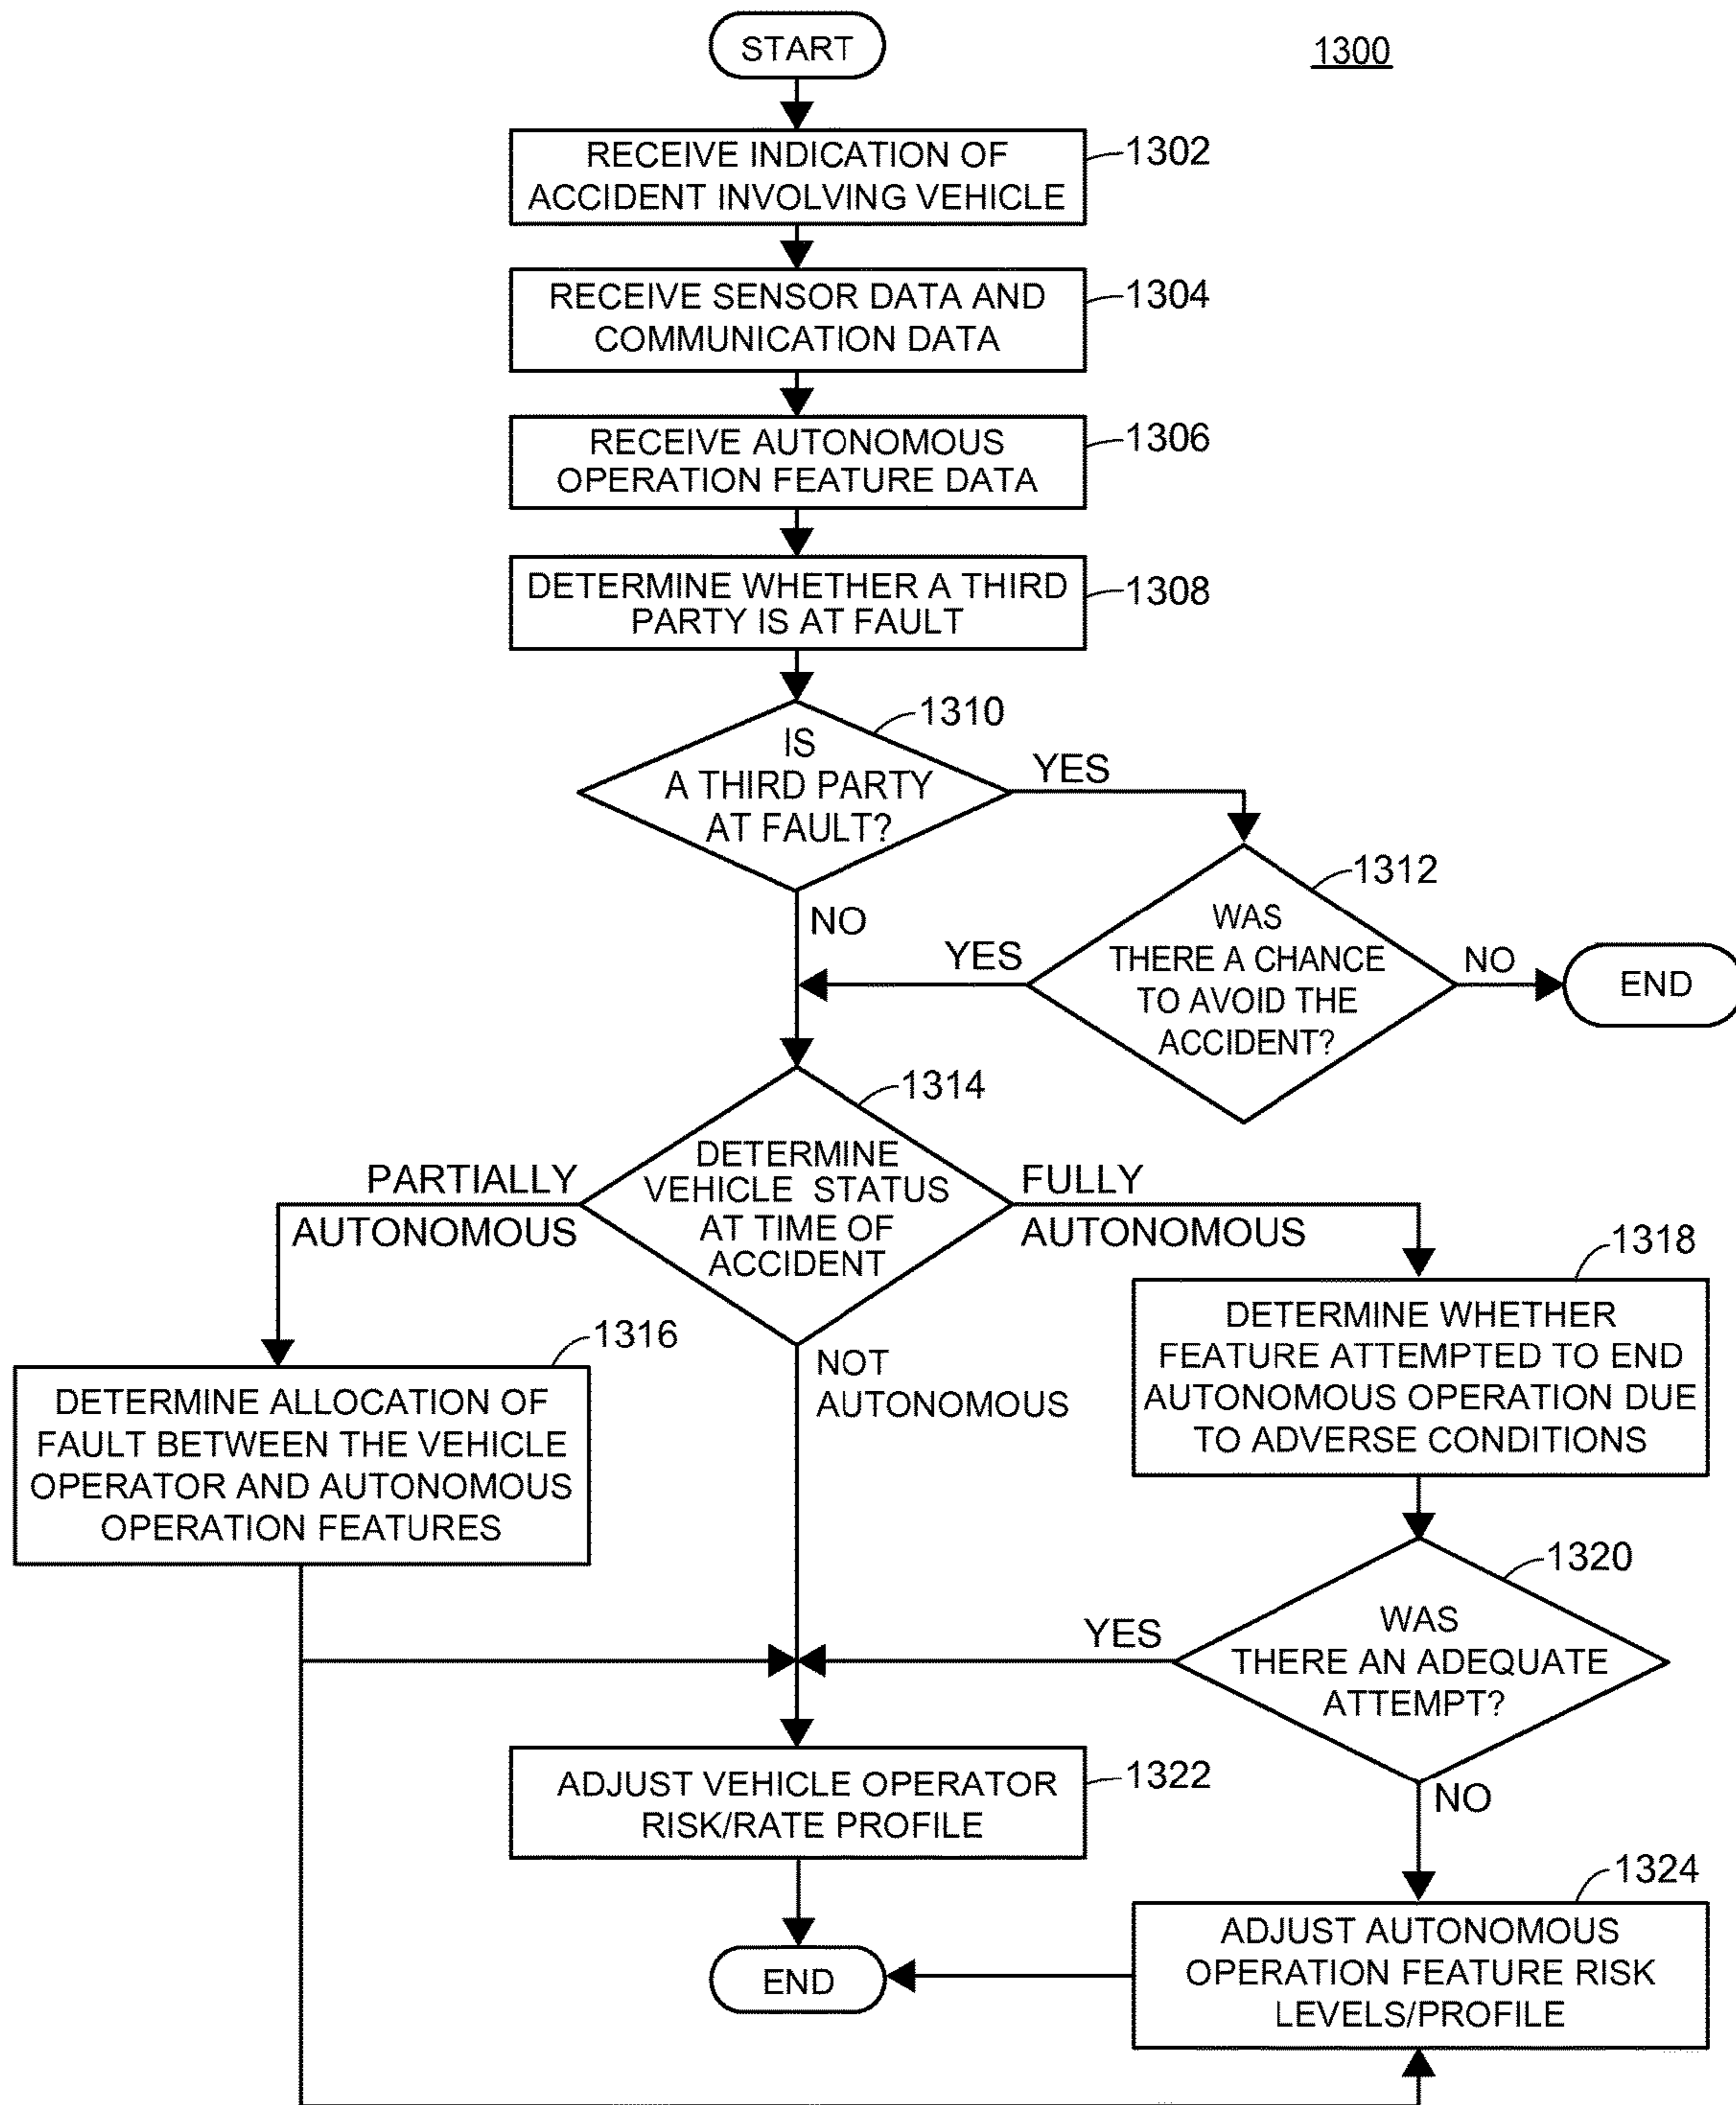 START
1300
RECEIVE INDICATION OF
ACCIDENT INVOLVING VEHICLE
1302
RECEIVE SENSOR DATA AND
COMMUNICATION DATA
1304
RECEIVE AUTONOMOUS
OPERATION FEATURE DATA
1306
DETERMINE WHETHER A THIRD
PARTY IS AT FAULT
1308
1310
IS
A THIRD PARTY
AT FAULT?
YES
NO
1312
WAS
THERE A CHANCE
TO AVOID THE
ACCIDENT?
YES
NO
END
1314
DETERMINE
VEHICLE STATUS
AT TIME OF
ACCIDENT
PARTIALLY
AUTONOMOUS
FULLY
AUTONOMOUS
NOT
AUTONOMOUS
1316
DETERMINE ALLOCATION OF
FAULT BETWEEN THE VEHICLE
OPERATOR AND AUTONOMOUS
OPERATION FEATURES
1318
DETERMINE WHETHER
FEATURE ATTEMPTED TO END
AUTONOMOUS OPERATION DUE
TO ADVERSE CONDITIONS
1320
WAS
THERE AN ADEQUATE
ATTEMPT?
YES
NO
ADJUST VEHICLE OPERATOR
RISK/RATE PROFILE
1322
1324
ADJUST AUTONOMOUS
OPERATION FEATURE RISK
LEVELS/PROFILE
END